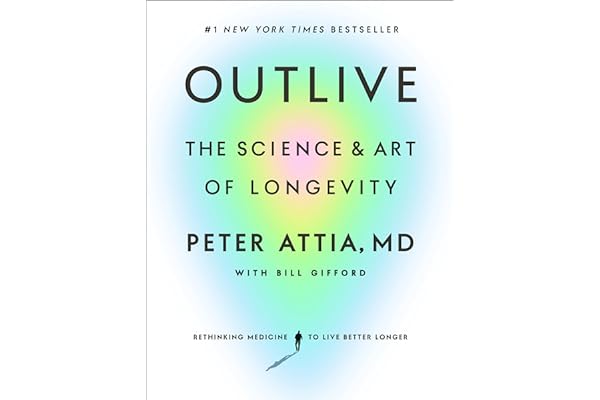 #1 NEW YORK TIMES BESTSELLER
OUTLIVE
THE SCIENCE & ART
OF LONGEVITY
PETER ATTIA, MD
WITH BILL GIFFORD
RETHINKING MEDICINE TO LIVE BETTER LONGER